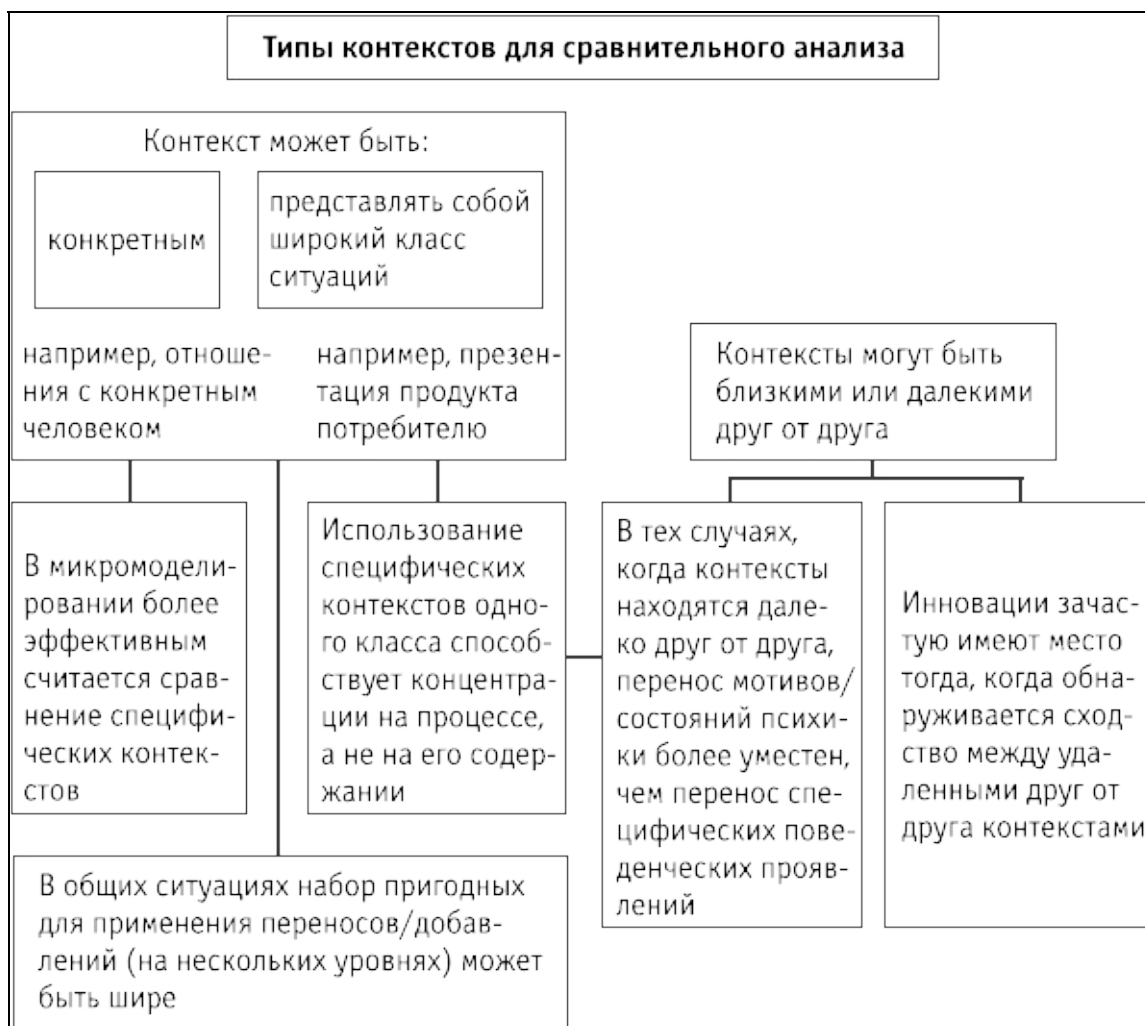 Типы контекстов для сравнительного анализа
Контекст может быть:
конкретным
представлять собой
широкий класс
ситуаций
например, отноше-
ния с конкретным
человеком
например, презен-
тация продукта
потребителю
Контексты могут быть
близкими или далекими
друг от друга
В микромодели-
ровании более
эффективным
считается срав-
нение специфи-
ческих контек-
стов
Использование
специфических
контекстов одно-
го класса способ-
ствует концентра-
ции на процессе,
а не на его содер-
жании
В тех случаях,
когда контексты
находятся дале-
ко друг от друга,
перенос мотивов/
состояний психи-
ки более уместен,
чем перенос спе-
цифических пове-
денческих прояв-
лений
Инновации зачас-
тую имеют место
тогда, когда обна-
руживается сход-
ство между уда-
ленными друг от
друга контекстами
В общих ситуациях набор пригодных
для применения переносов/добав-
лений (на нескольких уровнях) может
быть шире